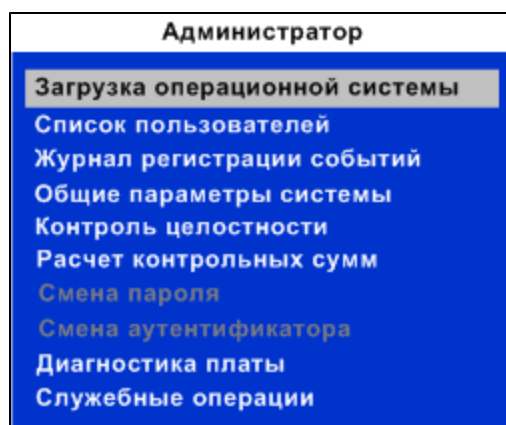 Администратор
Загрузка операционной системы
Список пользователей
Журнал регистрации событий
Общие параметры системы
Контроль целостности
Расчет контрольных сумм
Смена пароля
Смена аутентификатора
Диагностика платы
Служебные операции